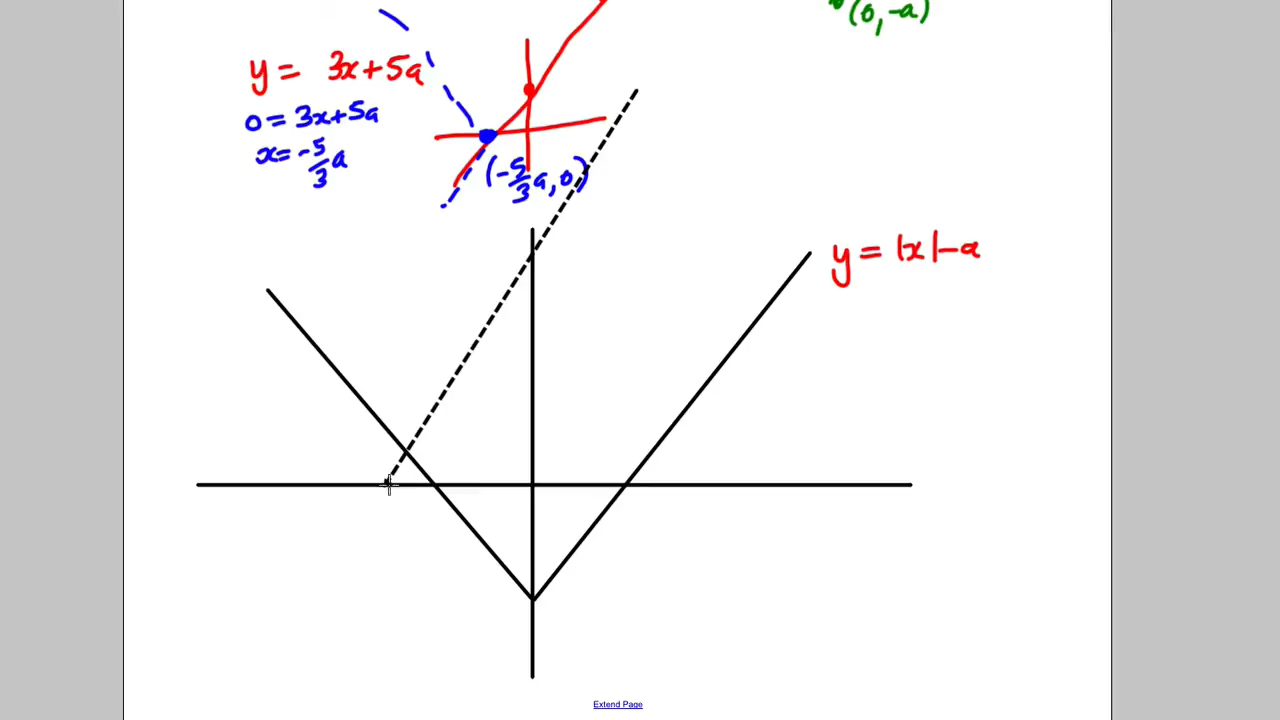 (0, -a)
y = 3x+5a
0 = 3x+5a
x = -5/3 a
(-5/3 a, 0)
y = |x|-a
Extend Page